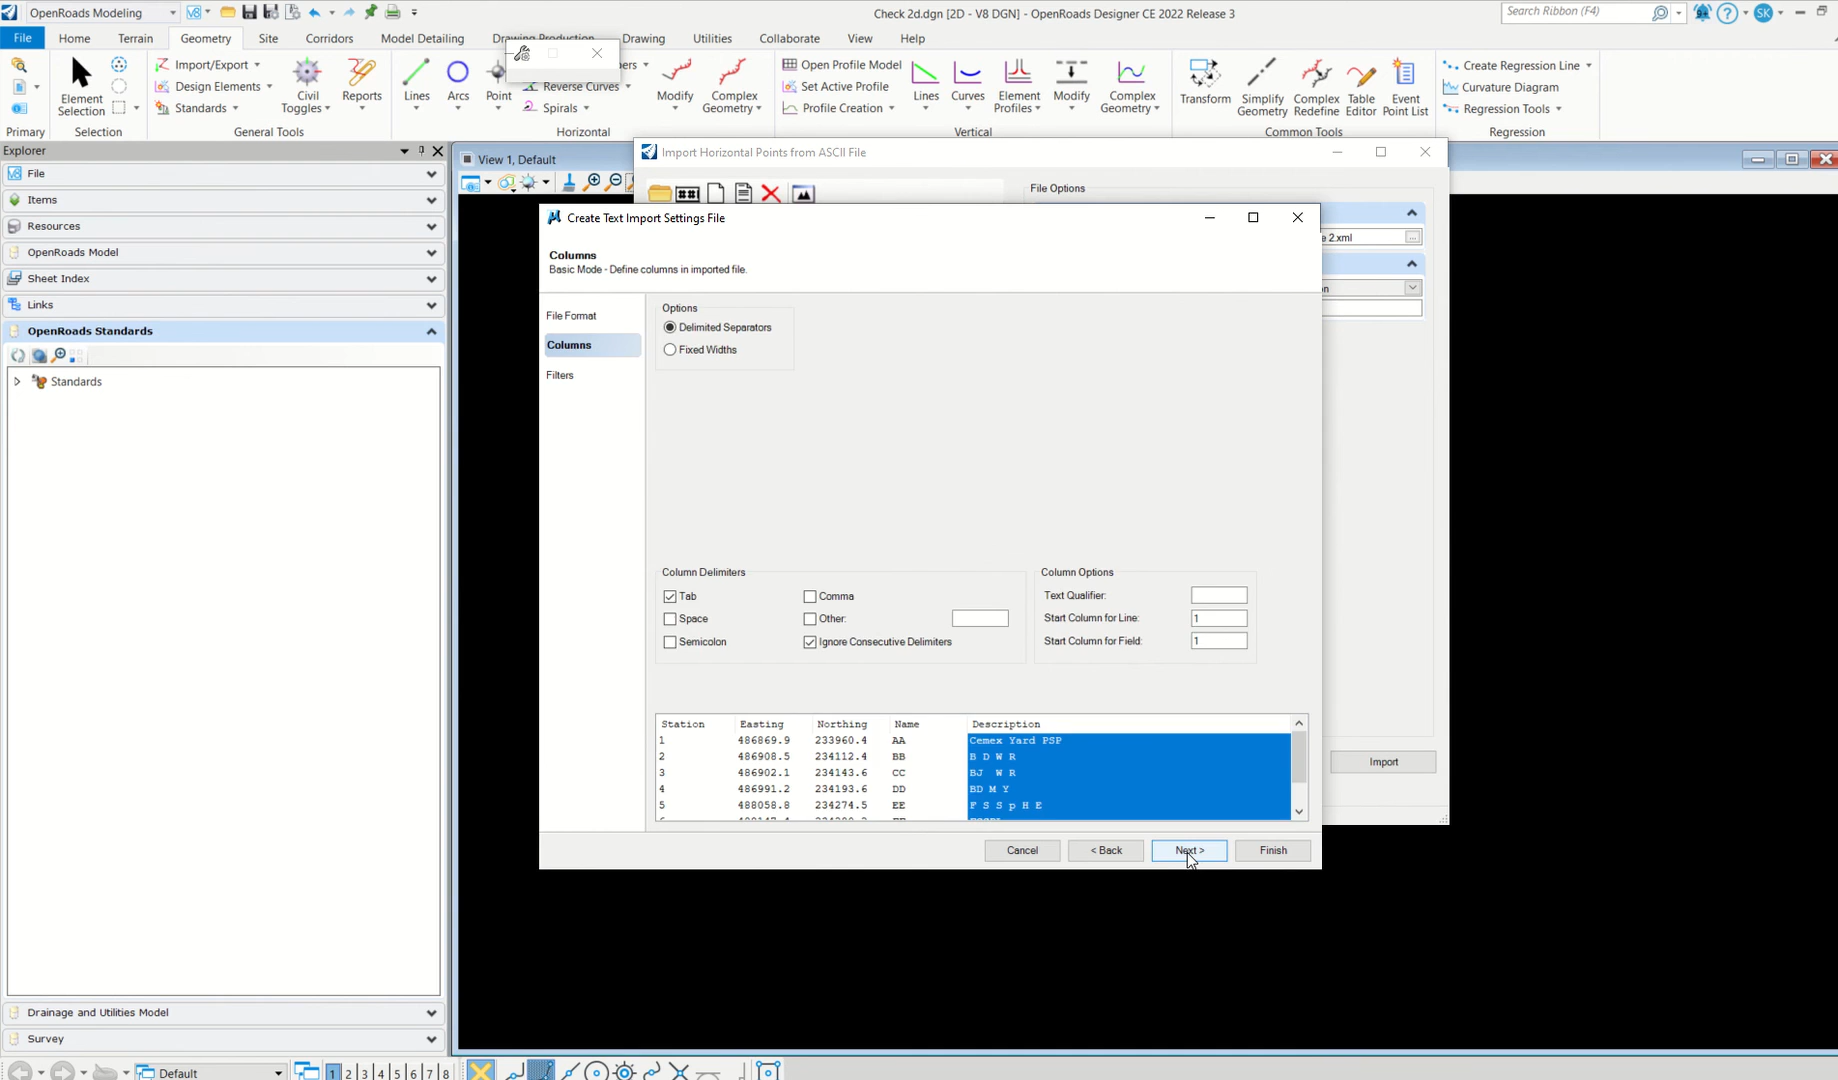 OpenRoads Modeling
Check 2d.dgn [2D - V8 DGN] - OpenRoads Designer CE 2022 Release 3
Search Ribbon (F4)
SK
File Home Terrain Geometry Site Corridors Model Detailing Drawing Production Drawing Utilities Collaborate View Help
Import/Export
Design Elements
Standards
Element Selection
Civil Toggles
Reports
Lines Arcs Point
Reverse Curves
Spirals
Modify
Complex Geometry
Open Profile Model
Set Active Profile
Profile Creation
Lines Curves
Element Profiles
Modify
Complex Geometry
Transform
Simplify Geometry
Complex Redefine
Table Editor
Event Point List
Create Regression Line
Curvature Diagram
Regression Tools
Primary Selection General Tools Horizontal Vertical Common Tools Regression
Explorer
File
Items
Resources
OpenRoads Model
Sheet Index
Links
OpenRoads Standards
Standards
Drainage and Utilities Model
Survey
View 1, Default
Import Horizontal Points from ASCII File
File Options
e 2.xml
on
Import
Create Text Import Settings File
Columns
Basic Mode - Define columns in imported file.
File Format
Columns
Filters
Options
Delimited Separators
Fixed Widths
Column Delimiters
Tab Comma
Space Other:
Semicolon Ignore Consecutive Delimiters
Column Options
Text Qualifier:
Start Column for Line: 1
Start Column for Field: 1
Station Easting Northing Name Description
1 486869.9 233960.4 AA Cemex Yard PSP
2 486908.5 234112.4 BB B D W R
3 486902.1 234143.6 CC BJ W R
4 486991.2 234193.6 DD BD M Y
5 488058.8 234274.5 EE F S S p H E
Cancel < Back Next > Finish
Default
1 2 3 4 5 6 7 8